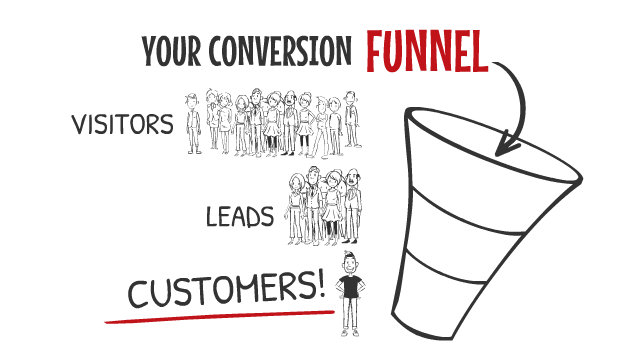 YOUR CONVERSION FUNNEL
VISITORS
LEADS
CUSTOMERS!